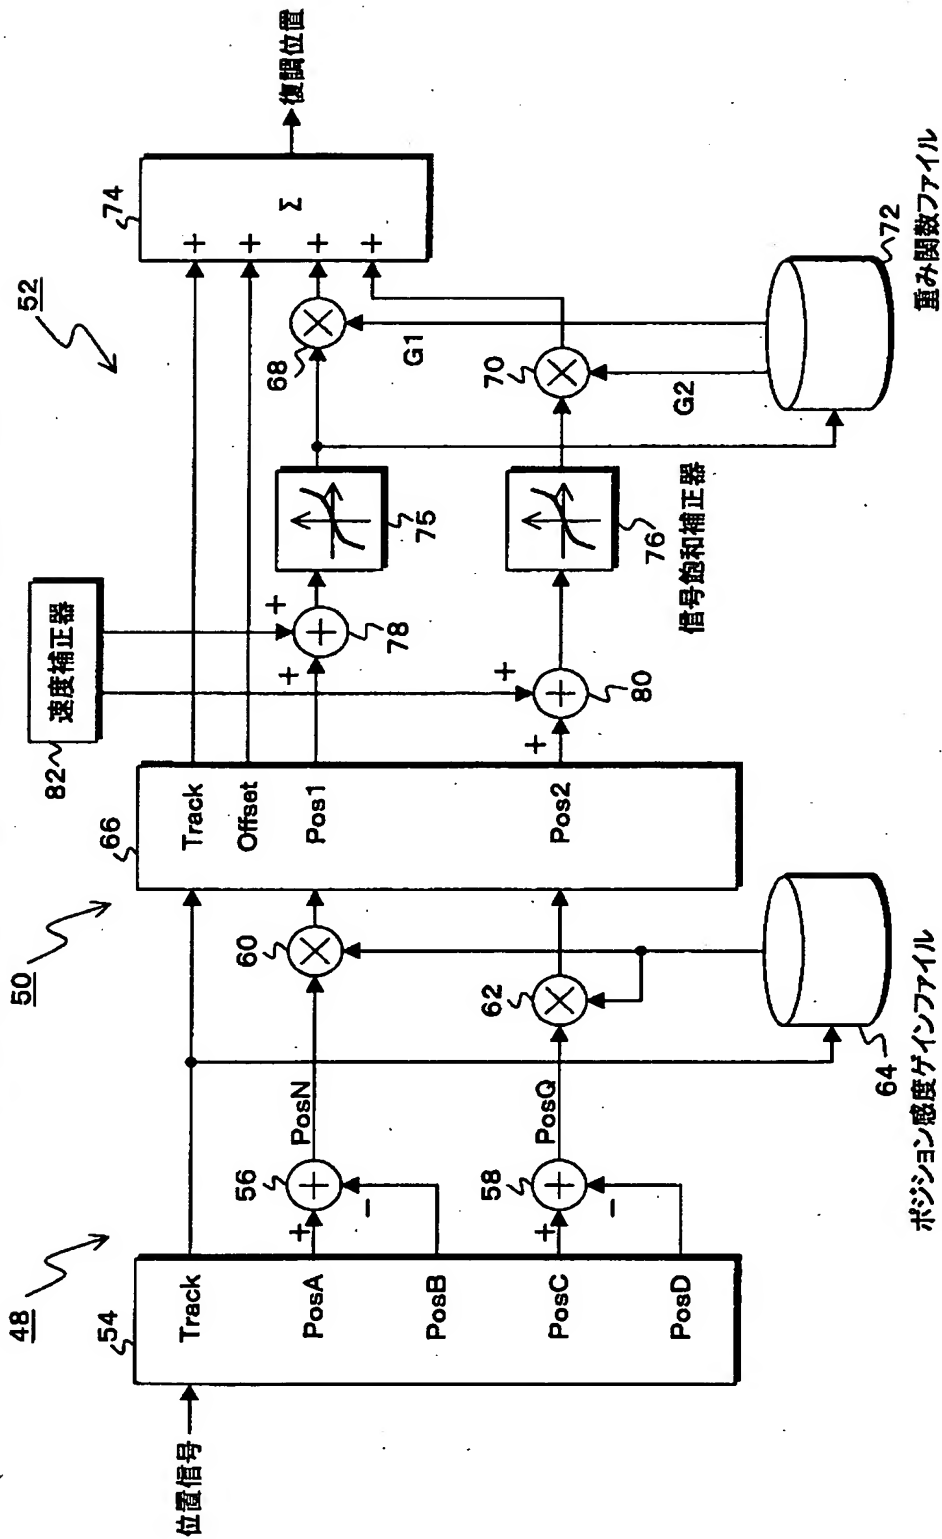 48
50
52
位置信号
54
Track
PosA
PosB
PosC
PosD
+
56
−
PosN
+
58
−
PosQ
60
62
64
ポジション感度ゲインファイル
66
Track
Offset
Pos1
Pos2
82
速度補正器
+
+
78
+
+
80
75
76
信号飽和補正器
68
G1
70
G2
72
重み関数ファイル
74
+
+
+
+
Σ
復調位置